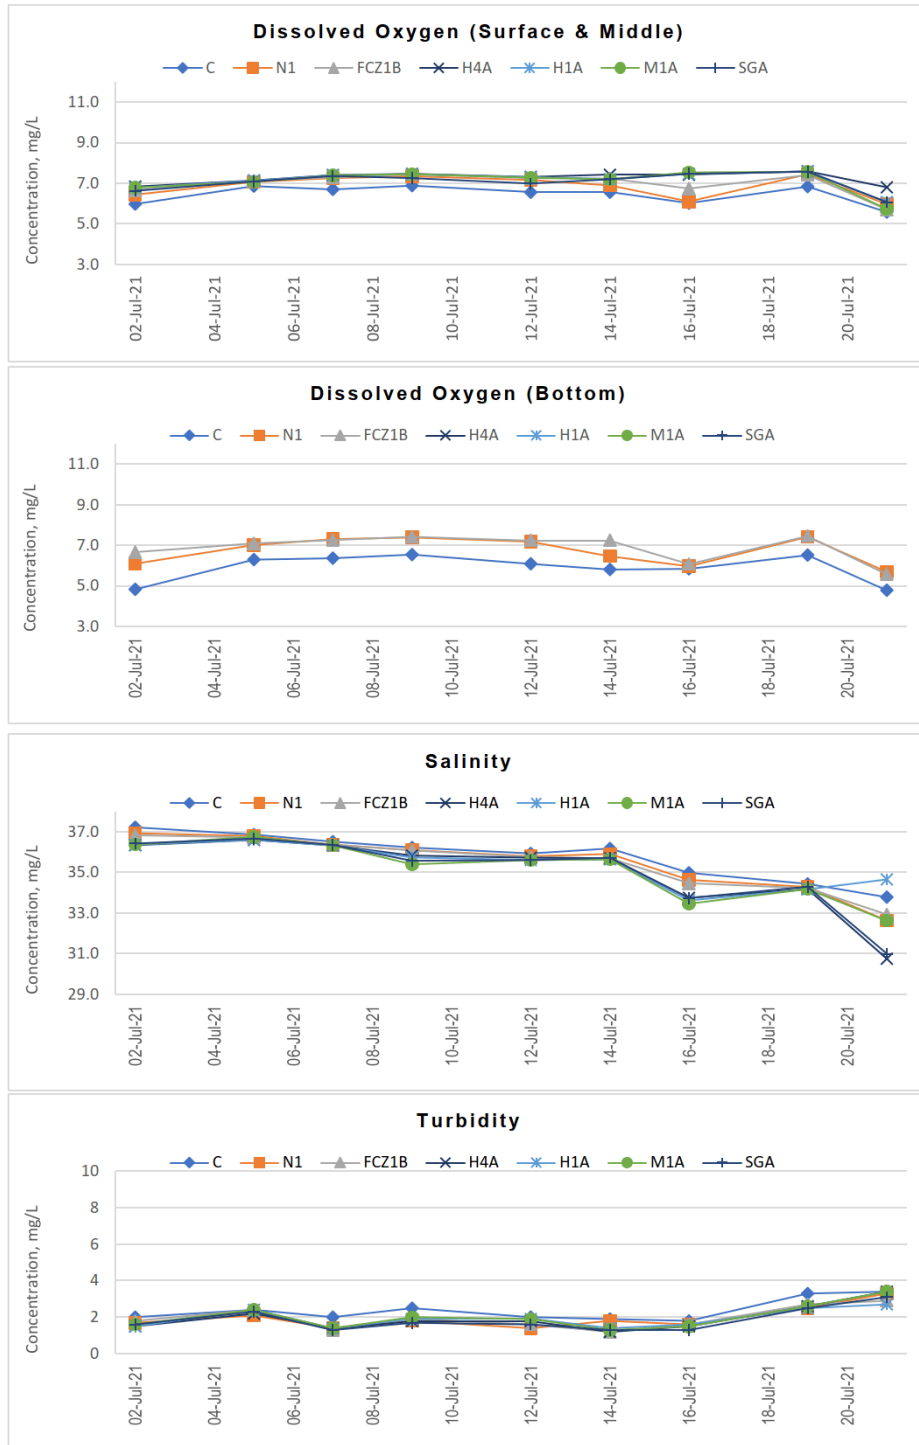 Dissolved Oxygen (Surface & Middle)
C N1 FCZ1B H4A H1A M1A SGA
Concentration, mg/L
11.0
9.0
7.0
5.0
3.0
02-Jul-21 04-Jul-21 06-Jul-21 08-Jul-21 10-Jul-21 12-Jul-21 14-Jul-21 16-Jul-21 18-Jul-21 20-Jul-21
Dissolved Oxygen (Bottom)
C N1 FCZ1B H4A H1A M1A SGA
Concentration, mg/L
11.0
9.0
7.0
5.0
3.0
02-Jul-21 04-Jul-21 06-Jul-21 08-Jul-21 10-Jul-21 12-Jul-21 14-Jul-21 16-Jul-21 18-Jul-21 20-Jul-21
Salinity
C N1 FCZ1B H4A H1A M1A SGA
Concentration, mg/L
37.0
35.0
33.0
31.0
29.0
02-Jul-21 04-Jul-21 06-Jul-21 08-Jul-21 10-Jul-21 12-Jul-21 14-Jul-21 16-Jul-21 18-Jul-21 20-Jul-21
Turbidity
C N1 FCZ1B H4A H1A M1A SGA
Concentration, mg/L
10
8
6
4
2
0
02-Jul-21 04-Jul-21 06-Jul-21 08-Jul-21 10-Jul-21 12-Jul-21 14-Jul-21 16-Jul-21 18-Jul-21 20-Jul-21